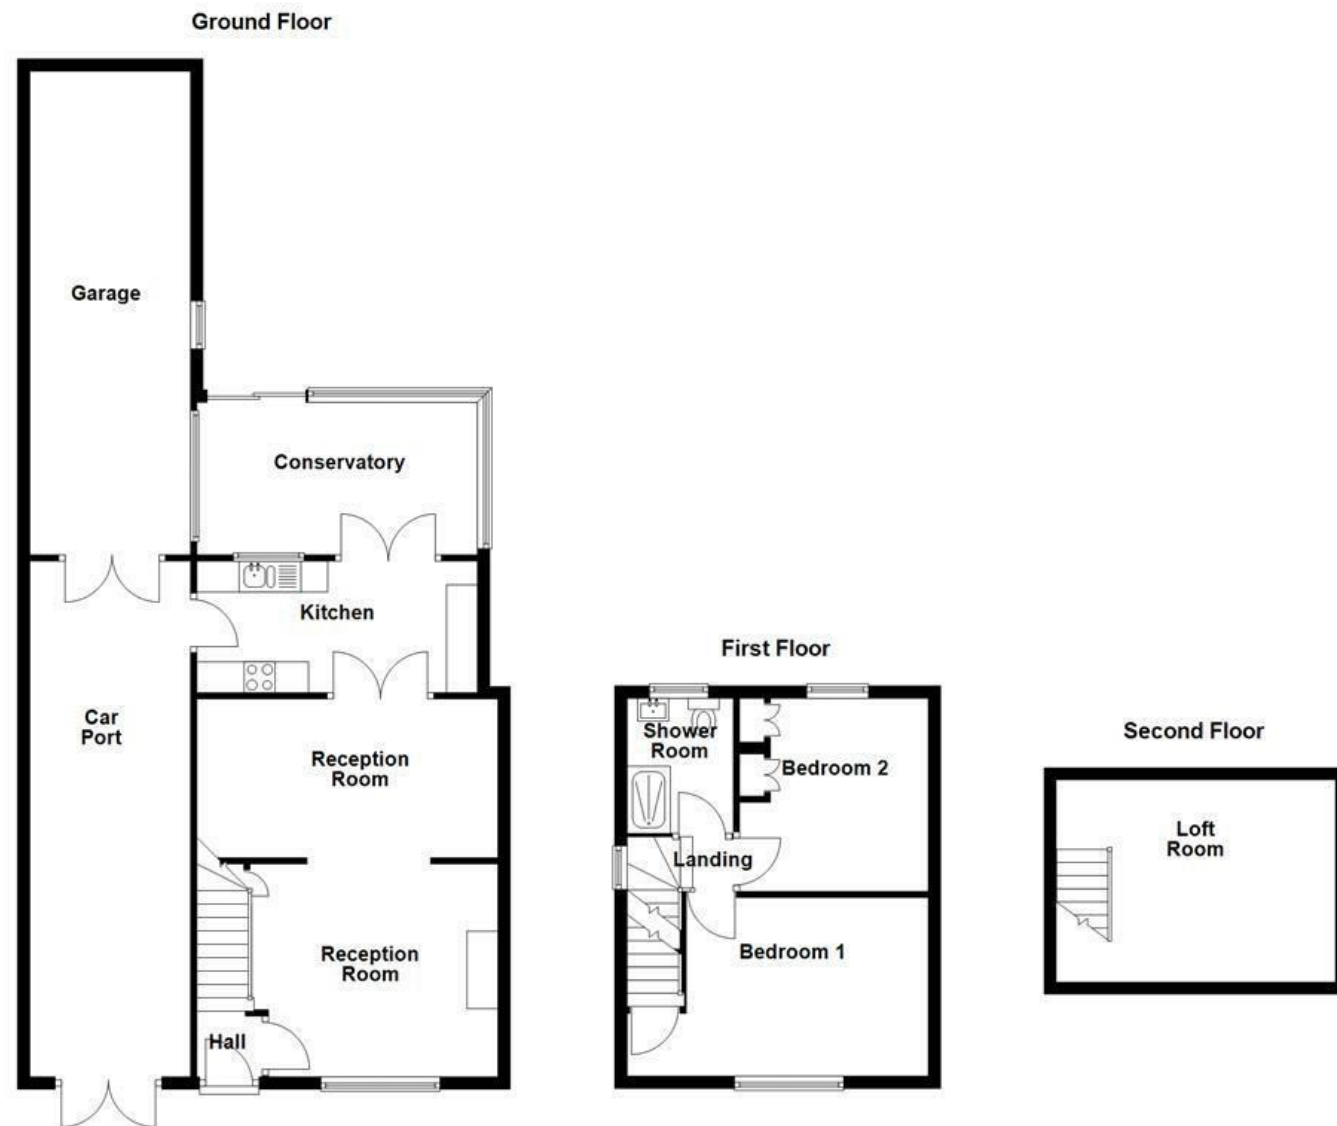 Ground Floor
Garage
Conservatory
Kitchen
Car
Port
Reception
Room
Reception
Room
Hall
First Floor
Shower
Room
Bedroom 2
Landing
Bedroom 1
Second Floor
Loft
Room